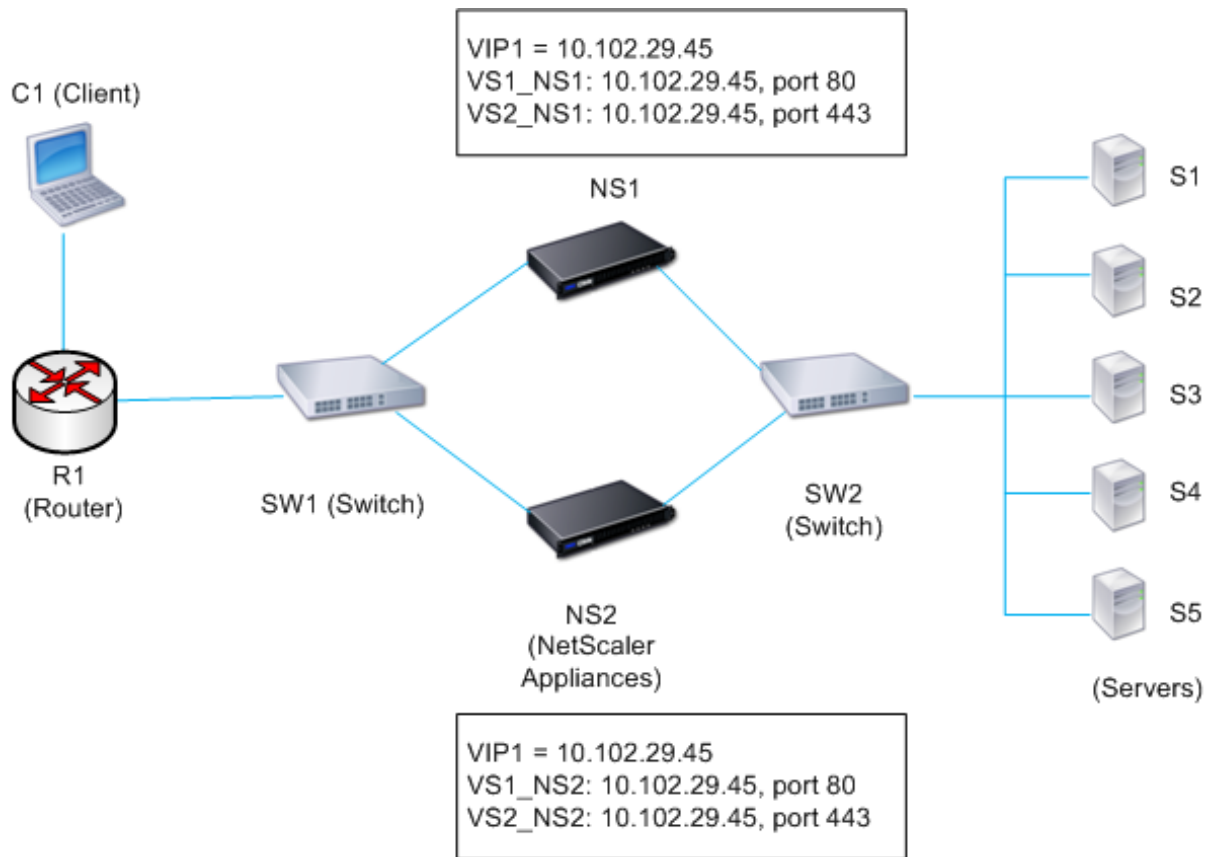 VIP1 = 10.102.29.45
VS1_NS1: 10.102.29.45, port 80
VS2_NS1: 10.102.29.45, port 443
C1 (Client)
NS1
S1
S2
S3
S4
S5
(Servers)
R1
(Router)
SW1 (Switch)
SW2
(Switch)
NS2
(NetScaler
Appliances)
VIP1 = 10.102.29.45
VS1_NS2: 10.102.29.45, port 80
VS2_NS2: 10.102.29.45, port 443